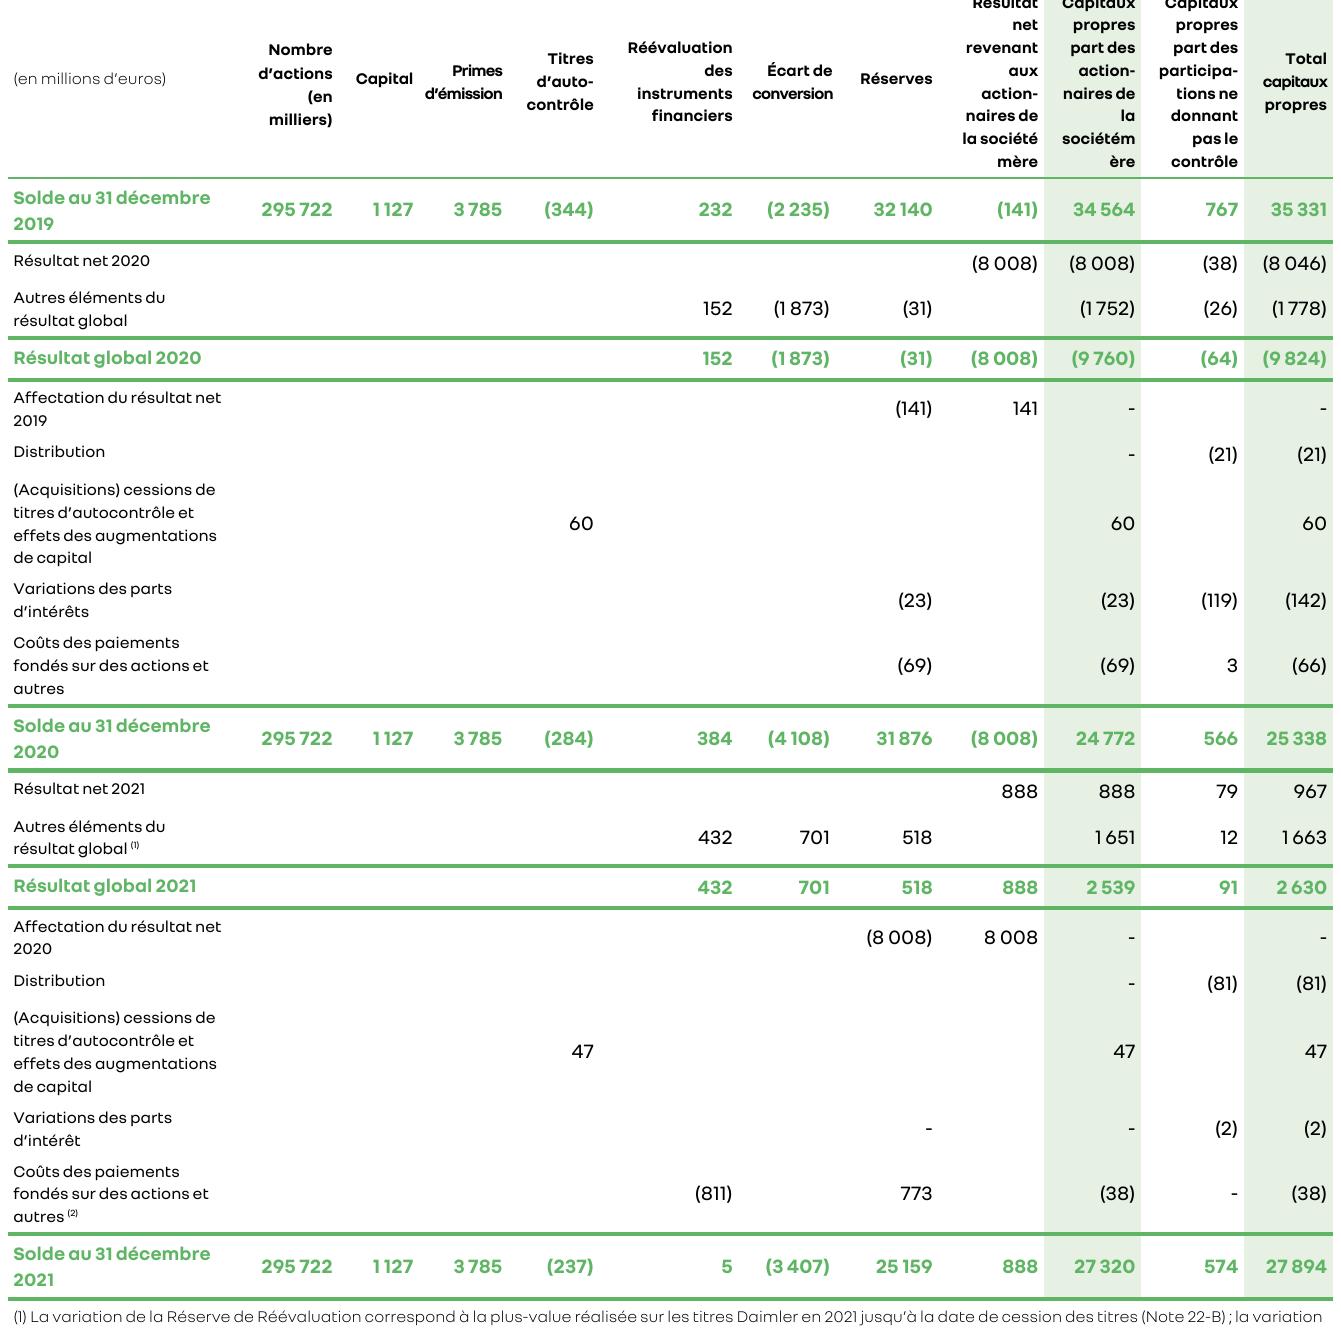 (en millions d'euros) Nombre d'actions (en milliers) Capital Primes d'émission Titres d'auto-contrôle Réévaluation des instruments financiers Écart de conversion Réserves Résultat net revenant aux action-naires de la société mère Capitaux propres part des action-naires de la sociétém ère Capitaux propres part des participa-tions ne donnant pas le contrôle Total capitaux propres
Solde au 31 décembre 2019 295 722 1 127 3 785 (344) 232 (2 235) 32 140 (141) 34 564 767 35 331
Résultat net 2020 (8 008) (8 008) (38) (8 046)
Autres éléments du résultat global 152 (1 873) (31) (1 752) (26) (1 778)
Résultat global 2020 152 (1 873) (31) (8 008) (9 760) (64) (9 824)
Affectation du résultat net 2019 (141) 141 - -
Distribution - (21) (21)
(Acquisitions) cessions de titres d'autocontrôle et effets des augmentations de capital 60 60 60
Variations des parts d'intérêts (23) (23) (119) (142)
Coûts des paiements fondés sur des actions et autres (69) (69) 3 (66)
Solde au 31 décembre 2020 295 722 1 127 3 785 (284) 384 (4 108) 31 876 (8 008) 24 772 566 25 338
Résultat net 2021 888 888 79 967
Autres éléments du résultat global (1) 432 701 518 1 651 12 1 663
Résultat global 2021 432 701 518 888 2 539 91 2 630
Affectation du résultat net 2020 (8 008) 8 008 - -
Distribution - (81) (81)
(Acquisitions) cessions de titres d'autocontrôle et effets des augmentations de capital 47 47 47
Variations des parts d'intérêt - - (2) (2)
Coûts des paiements fondés sur des actions et autres (2) (811) 773 (38) - (38)
Solde au 31 décembre 2021 295 722 1 127 3 785 (237) 5 (3 407) 25 159 888 27 320 574 27 894
(1) La variation de la Réserve de Réévaluation correspond à la plus-value réalisée sur les titres Daimler en 2021 jusqu'à la date de cession des titres (Note 22-B) ; la variation